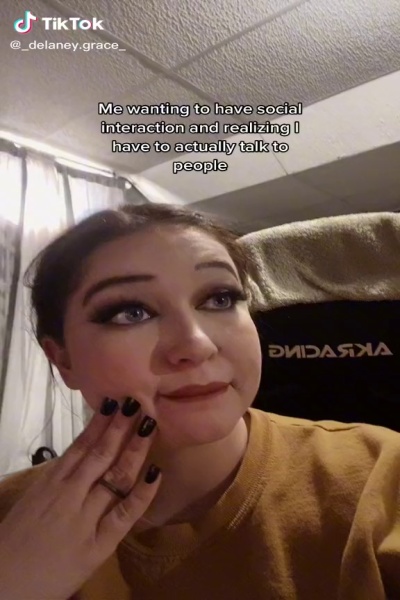 TikTok
@_delaney.grace_
Me wanting to have social
interaction and realizing I
have to actually talk to
people
AKRACING